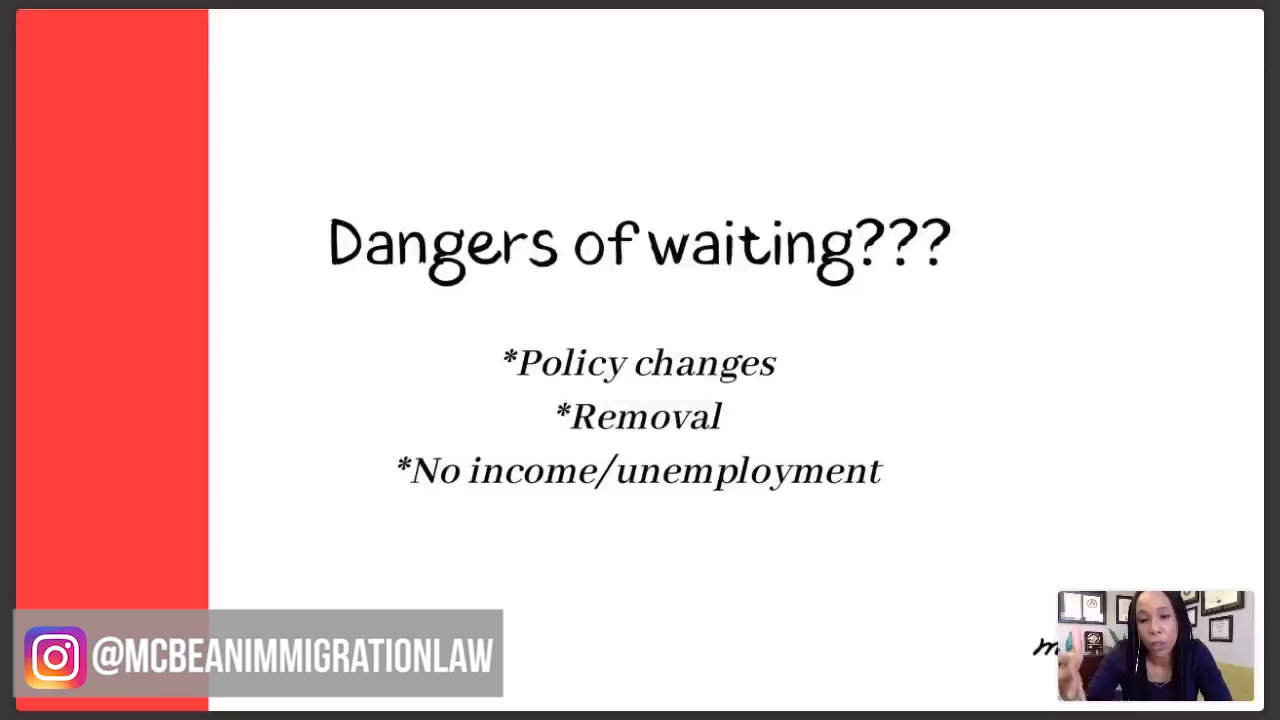 Dangers of waiting???
*Policy changes
*Removal
*No income/unemployment
@MCBEANIMMIGRATIONLAW